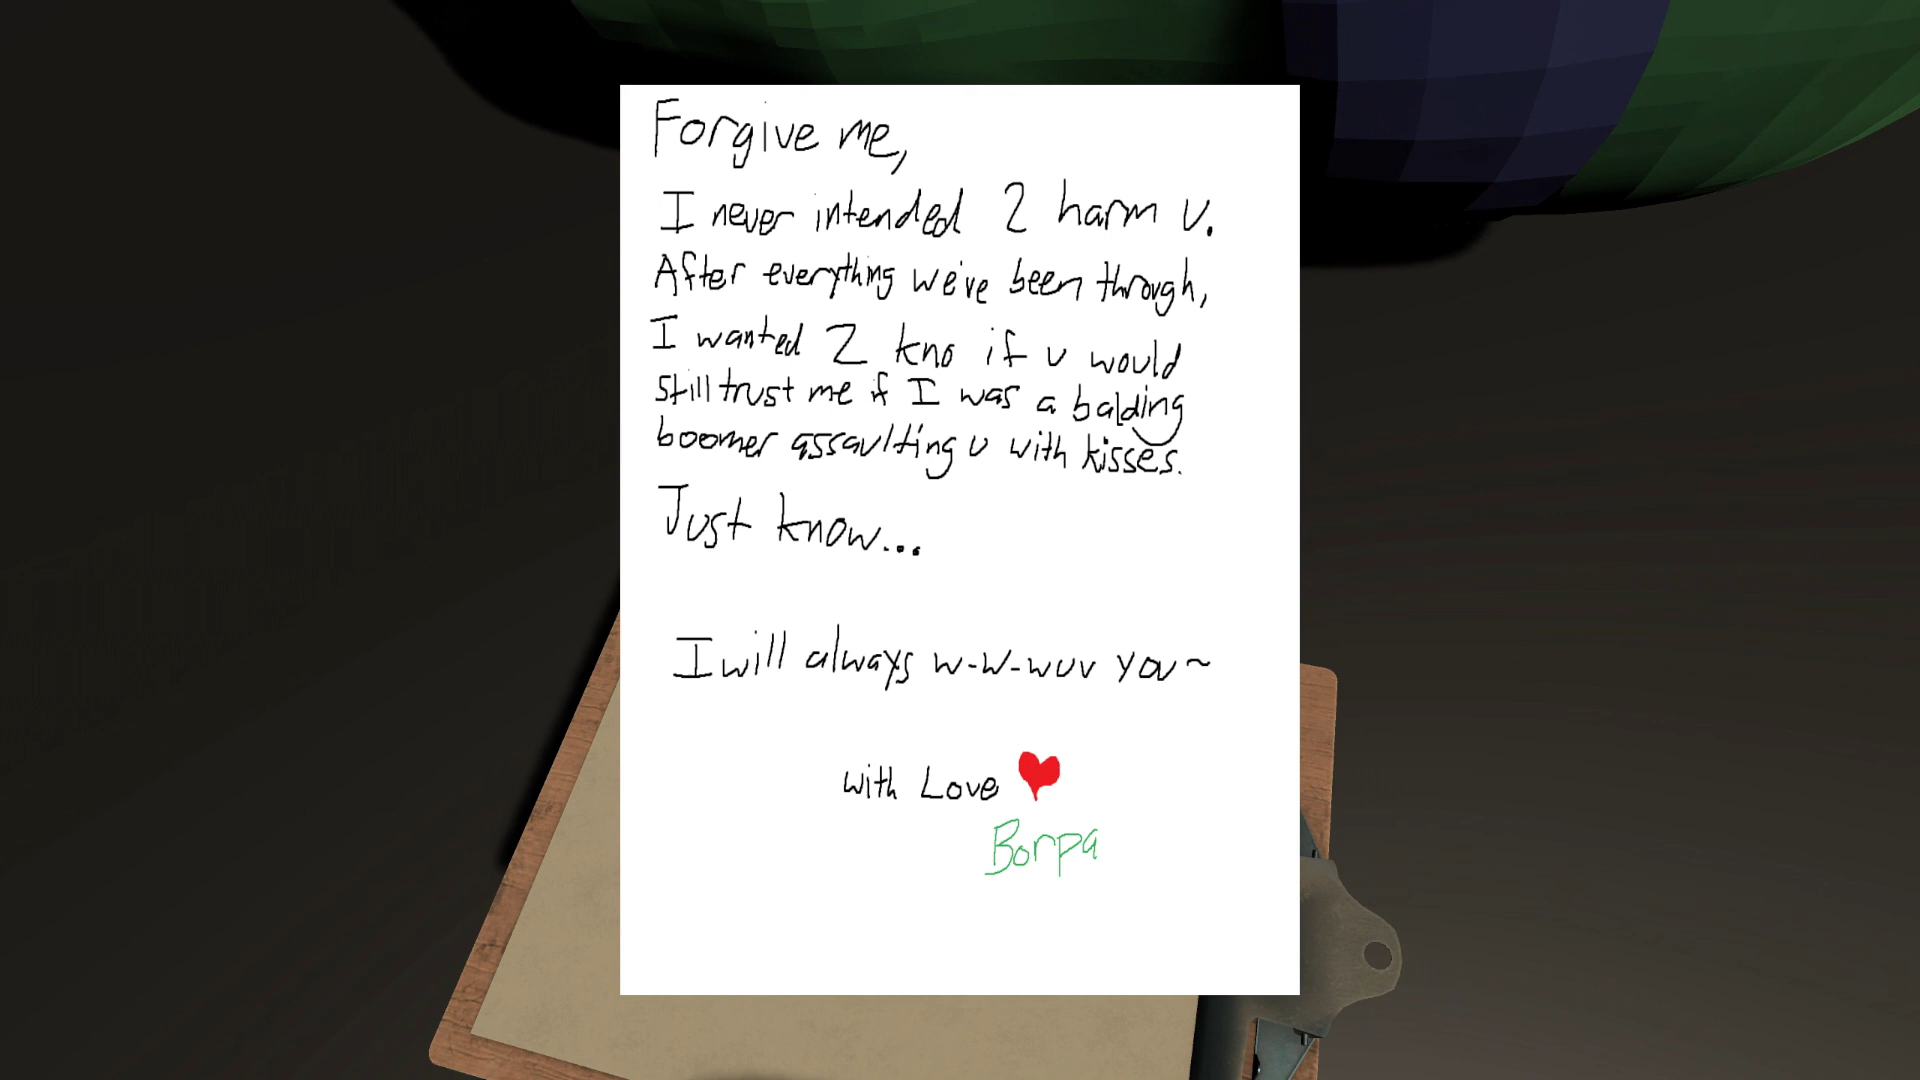 Forgive me,
I never intended 2 harm u.
After everything we've been through,
I wanted 2 kno if u would
still trust me if I was a balding
boomer assaulting u with kisses.
Just know...
I will always w-w-wuv you~
with Love ♥
Borpa